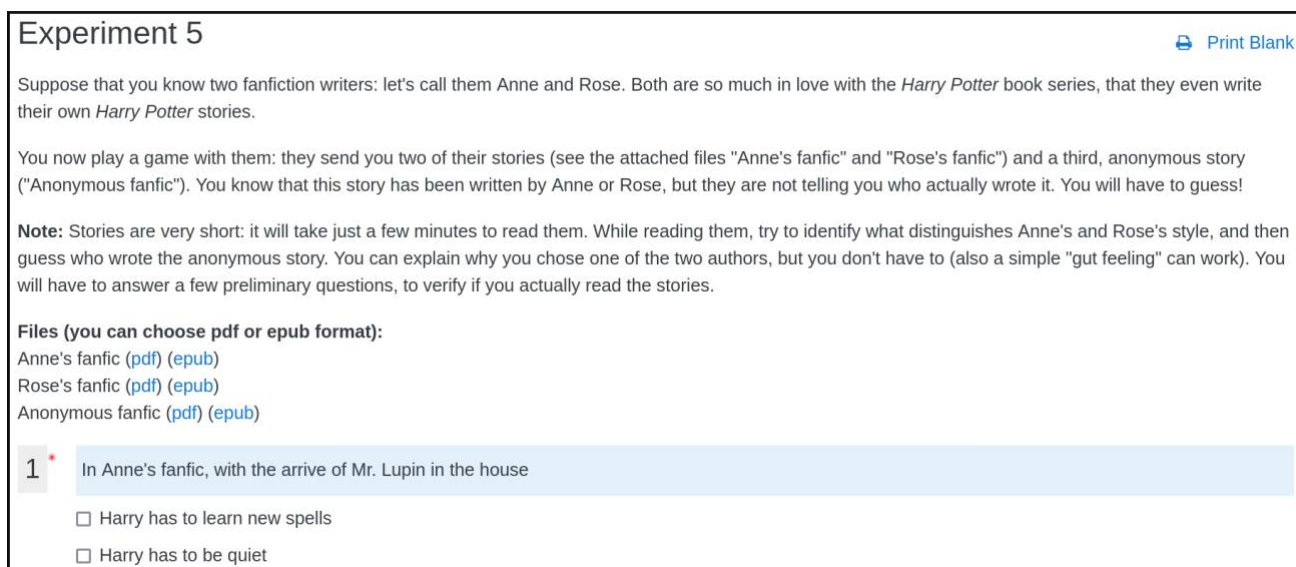 Experiment 5
Print Blank
Suppose that you know two fanfiction writers: let's call them Anne and Rose. Both are so much in love with the Harry Potter book series, that they even write
their own Harry Potter stories.
You now play a game with them: they send you two of their stories (see the attached files "Anne's fanfic" and "Rose's fanfic") and a third, anonymous story
("Anonymous fanfic"). You know that this story has been written by Anne or Rose, but they are not telling you who actually wrote it. You will have to guess!
Note: Stories are very short: it will take just a few minutes to read them. While reading them, try to identify what distinguishes Anne's and Rose's style, and then
guess who wrote the anonymous story. You can explain why you chose one of the two authors, but you don't have to (also a simple "gut feeling" can work). You
will have to answer a few preliminary questions, to verify if you actually read the stories.
Files (you can choose pdf or epub format):
Anne's fanfic (pdf) (epub)
Rose's fanfic (pdf) (epub)
Anonymous fanfic (pdf) (epub)
1 * In Anne's fanfic, with the arrive of Mr. Lupin in the house
Harry has to learn new spells
Harry has to be quiet